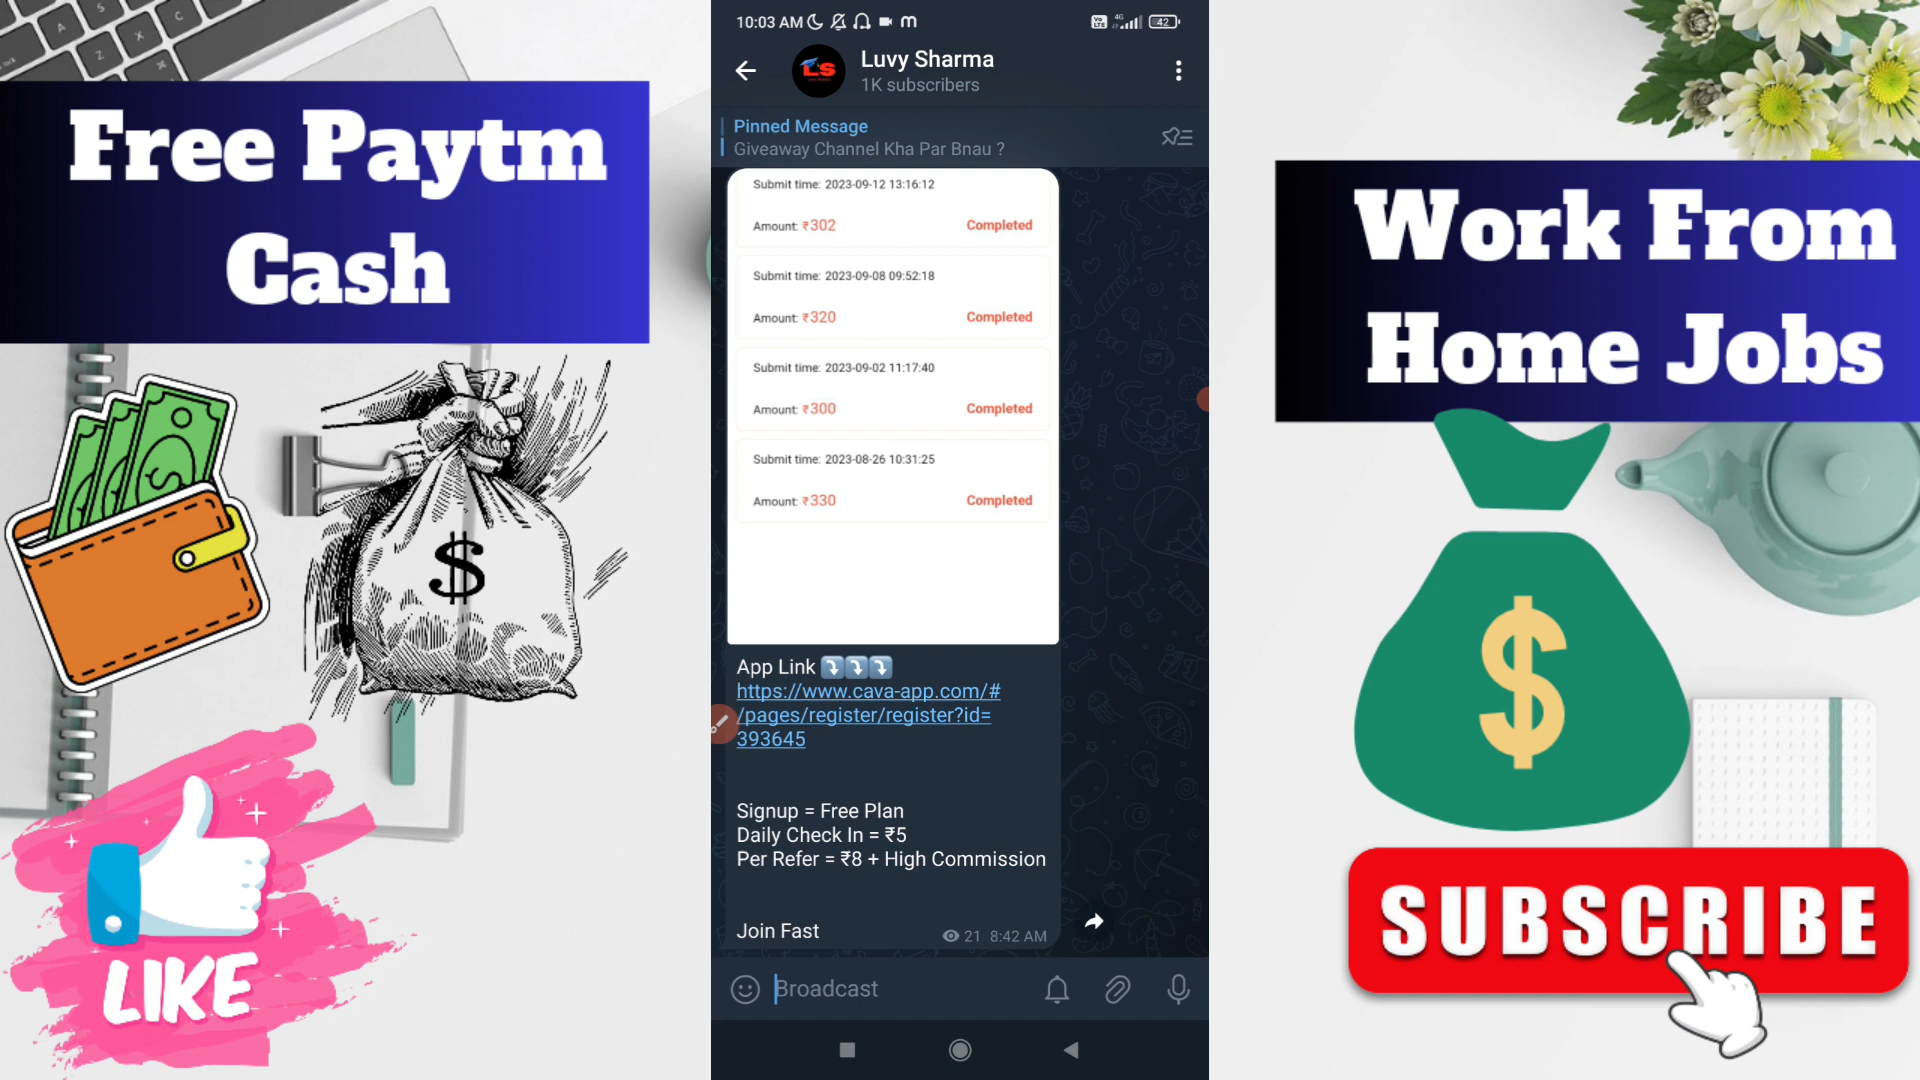 Free Paytm
Cash
LIKE
10:03 AM
Vo
LTE
4G
42
LS
Luvy Sharma
1K subscribers
Pinned Message
Giveaway Channel Kha Par Bnau ?
Submit time: 2023-09-12 13:16:12
Amount: ₹302 Completed
Submit time: 2023-09-08 09:52:18
Amount: ₹320 Completed
Submit time: 2023-09-02 11:17:40
Amount: ₹300 Completed
Submit time: 2023-08-26 10:31:25
Amount: ₹330 Completed
App Link ⤵️⤵️⤵️
https://www.cava-app.com/#
/pages/register/register?id=
393645
Signup = Free Plan
Daily Check In = ₹5
Per Refer = ₹8 + High Commission
Join Fast
21 8:42 AM
Broadcast
Work From
Home Jobs
SUBSCRIBE